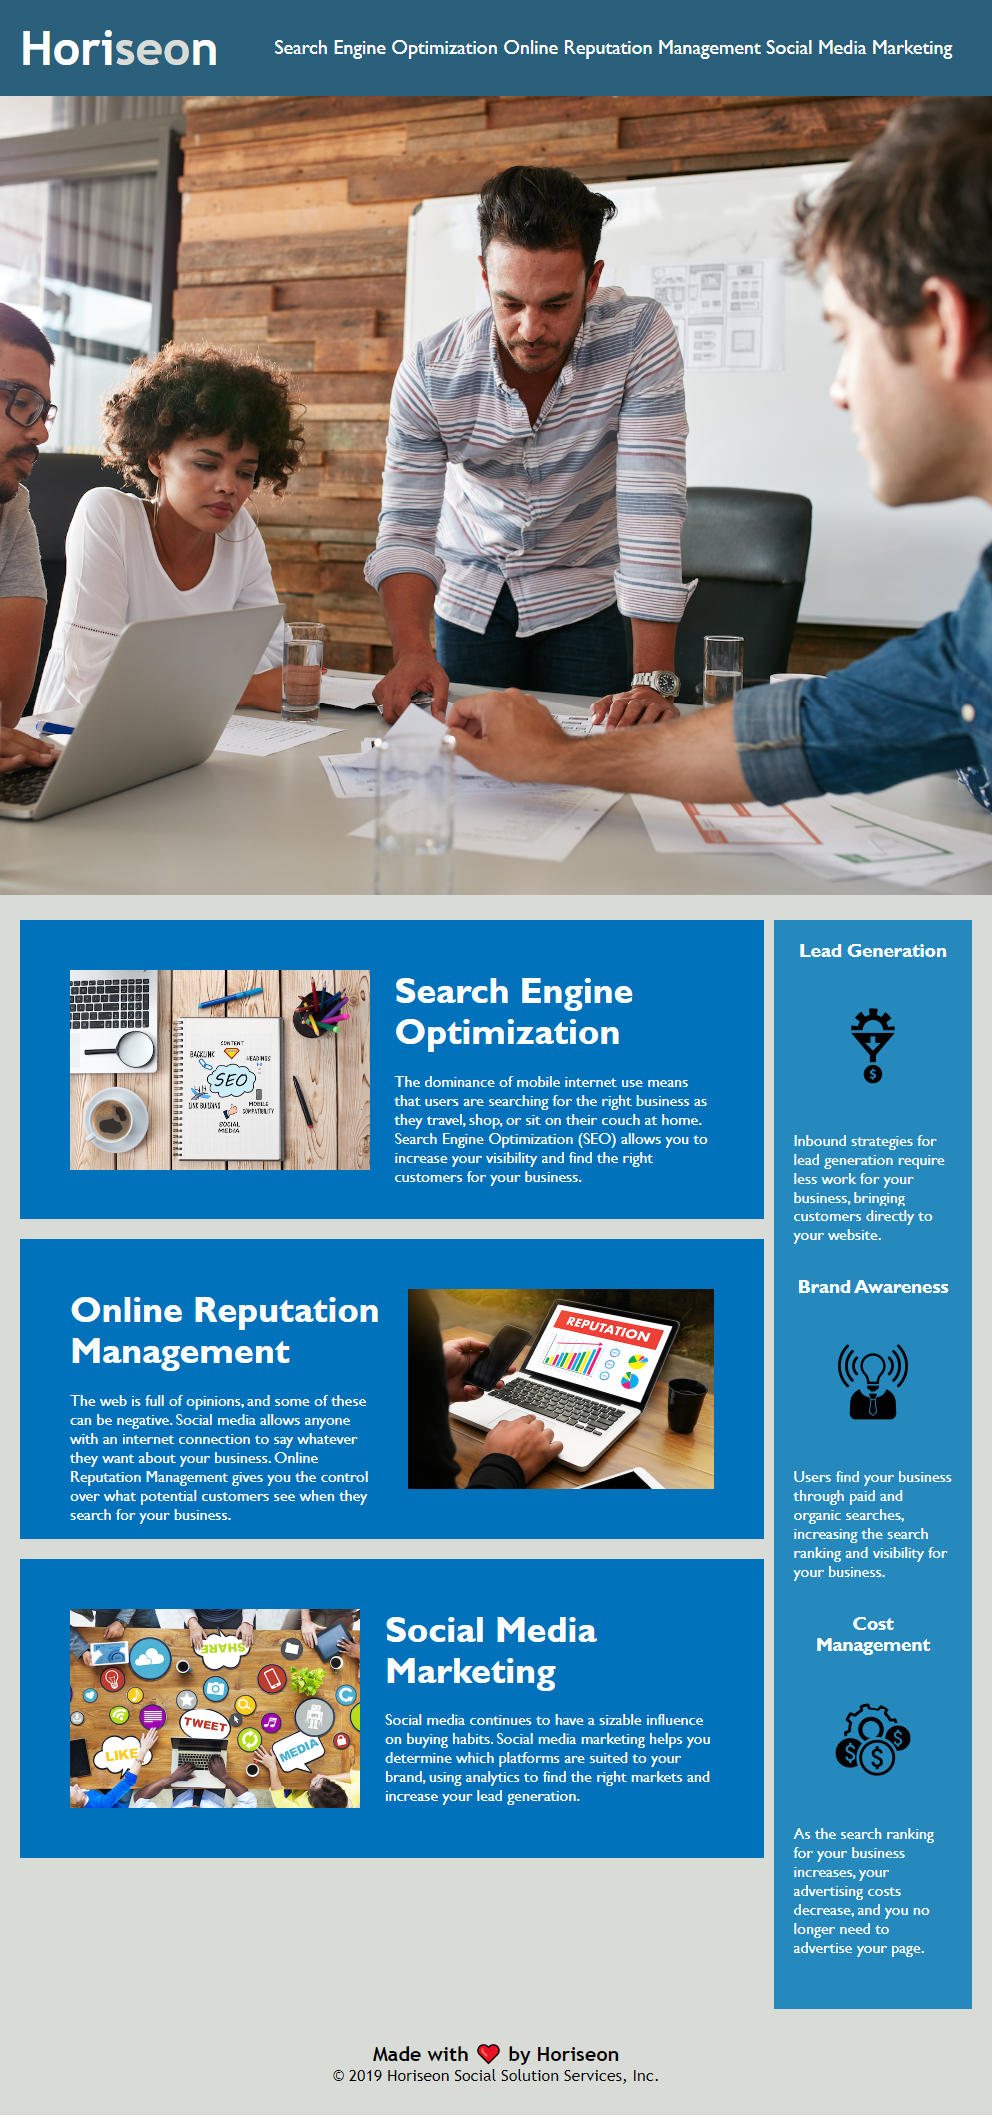 Horiseon
Search Engine Optimization Online Reputation Management Social Media Marketing
Search Engine
Optimization
The dominance of mobile internet use means
that users are searching for the right business as
they travel, shop, or sit on their couch at home.
Search Engine Optimization (SEO) allows you to
increase your visibility and find the right
customers for your business.
CONTENT
BACKLINK
HEADINGS
SEO
LINK BUILDING
MOBILE
COMPATIBILITY
SOCIAL
MEDIA
Online Reputation
Management
The web is full of opinions, and some of these
can be negative. Social media allows anyone
with an internet connection to say whatever
they want about your business. Online
Reputation Management gives you the control
over what potential customers see when they
search for your business.
REPUTATION
SHARE
TWEET
LIKE
MEDIA
Social Media
Marketing
Social media continues to have a sizable influence
on buying habits. Social media marketing helps you
determine which platforms are suited to your
brand, using analytics to find the right markets and
increase your lead generation.
Lead Generation
$
Inbound strategies for
lead generation require
less work for your
business, bringing
customers directly to
your website.
Brand Awareness
Users find your business
through paid and
organic searches,
increasing the search
ranking and visibility for
your business.
Cost
Management
$ $ $
As the search ranking
for your business
increases, your
advertising costs
decrease, and you no
longer need to
advertise your page.
Made with ❤️ by Horiseon
© 2019 Horiseon Social Solution Services, Inc.